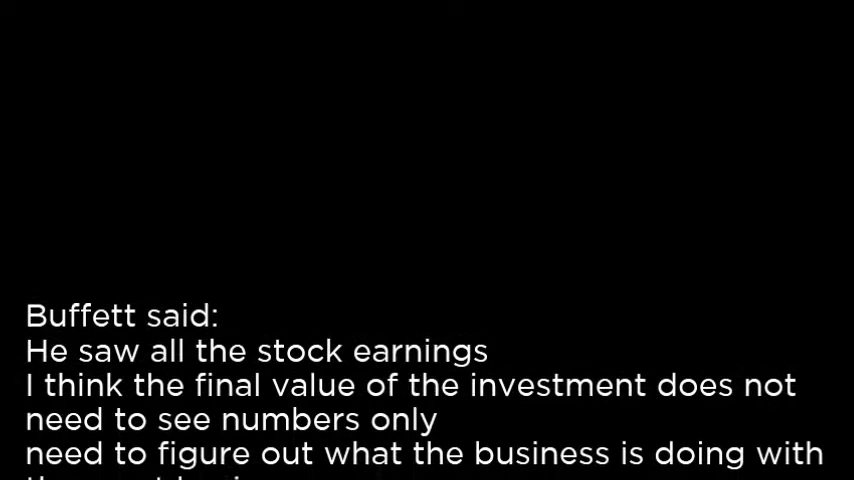 Buffett said:
He saw all the stock earnings
I think the final value of the investment does not
need to see numbers only
need to figure out what the business is doing with